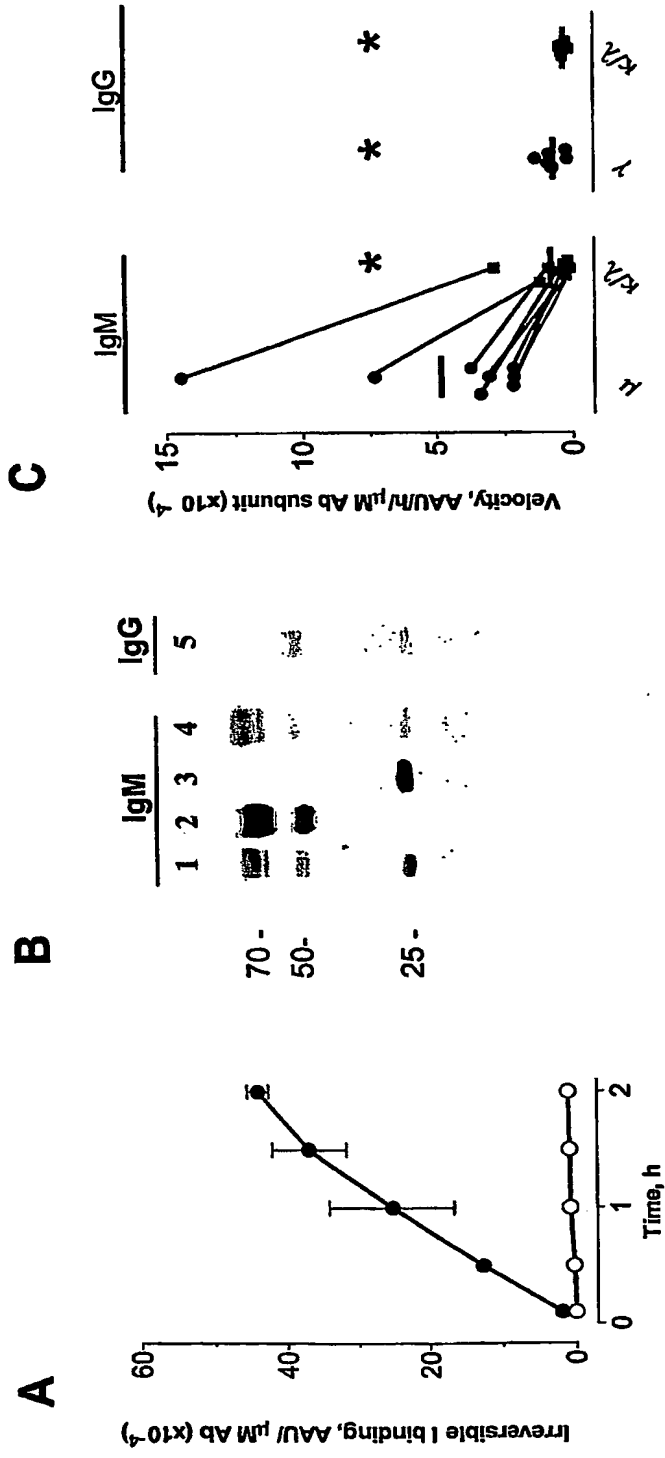 A
Irreversible I binding, AAU/ µM Ab (x10⁻⁴)
60
40
20
0
0
1
2
Time, h
B
IgM
IgG
1 2 3 4 5
70 -
50-
25 -
C
IgM
IgG
*
*
*
Velocity, AAU/h/µM Ab subunit (x10⁻⁴)
15
10
5
0
µ
κ/λ
γ
κ/λ